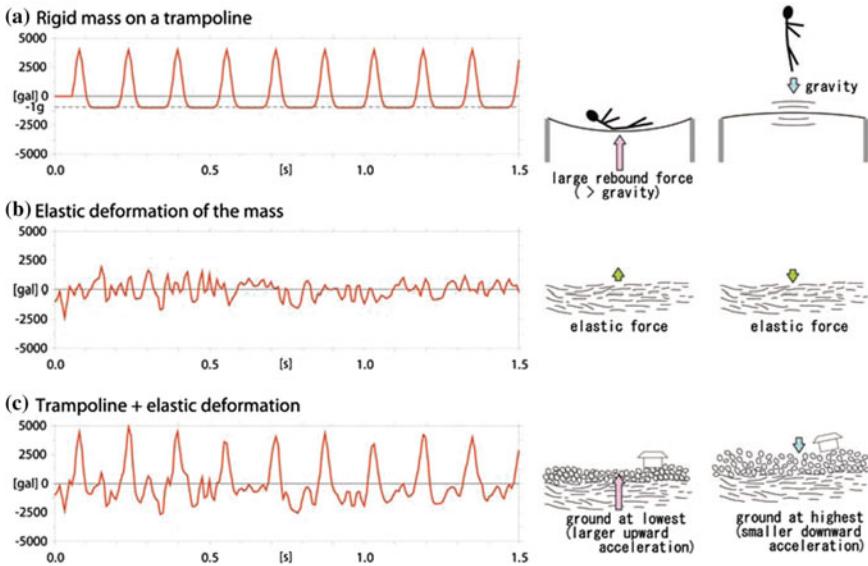 (a) Rigid mass on a trampoline
5000
2500
[gal] 0
-1g
-2500
-5000
0.0 0.5 [s] 1.0 1.5
gravity
large rebound force
( > gravity)
(b) Elastic deformation of the mass
5000
2500
[gal] 0
-2500
-5000
0.0 0.5 [s] 1.0 1.5
elastic force
elastic force
(c) Trampoline + elastic deformation
5000
2500
[gal] 0
-2500
-5000
0.0 0.5 [s] 1.0 1.5
ground at lowest
(larger upward
acceleration)
ground at highest
(smaller downward
acceleration)